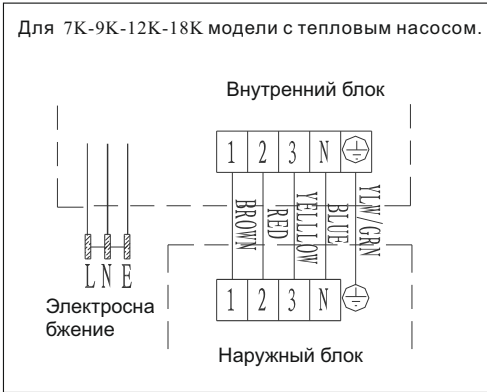 Для 7K-9K-12K-18K модели с тепловым насосом.
Внутренний блок
1 2 3 N
BROWN
RED
YELLLOW
BLUE
YLW/GRN
L N E
Электросна
бжение
1 2 3 N
Наружный блок